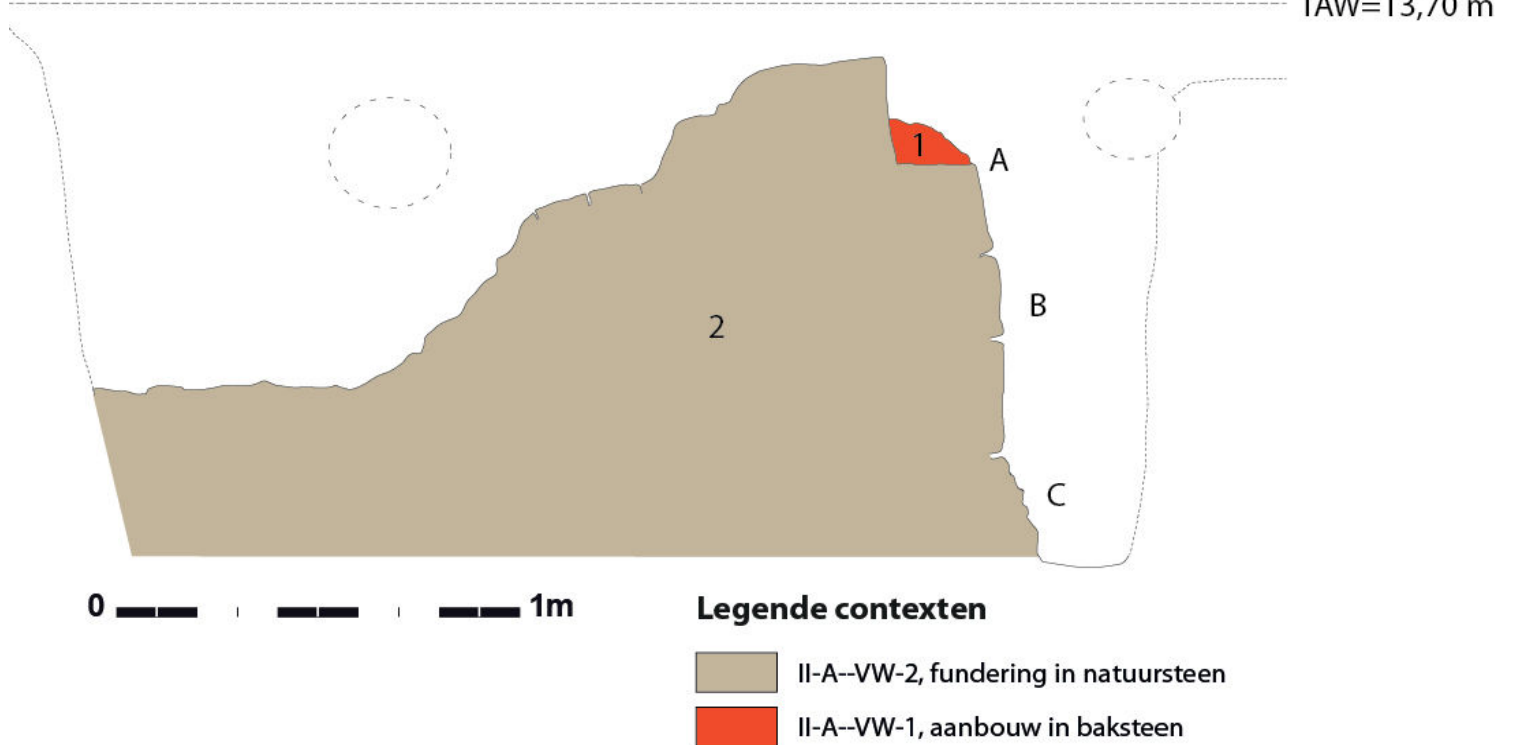 TAW=13,70 m
1
A
B
2
C
0 1m
Legende contexten
II-A--VW-2, fundering in natuursteen
II-A--VW-1, aanbouw in baksteen